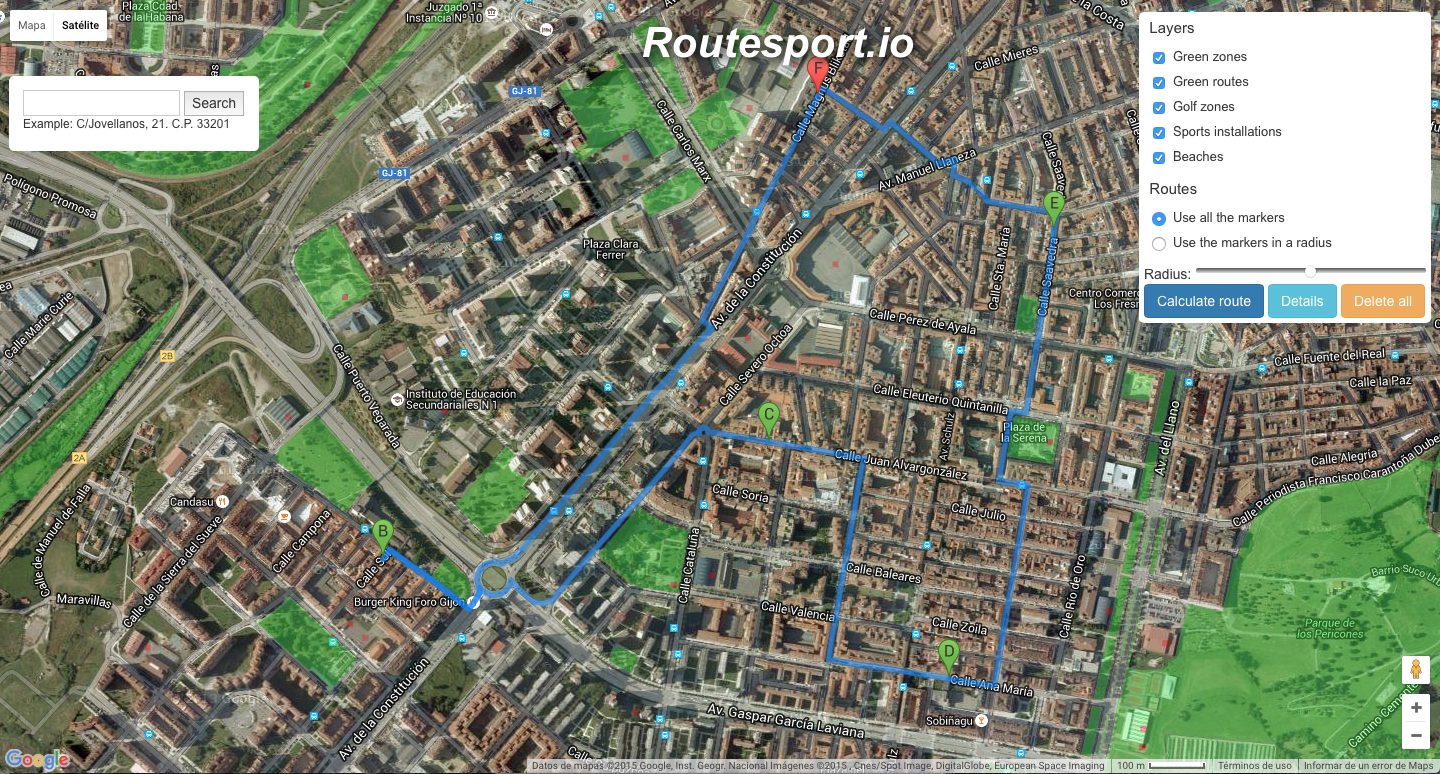 Plaza Cdad.
de la Habana
Juzgado 1ª
Instancia Nº 10
Mapa
Satélite
Routesport.io
Search
Example: C/Jovellanos, 21. C.P. 33201
Layers
Green zones
Green routes
Golf zones
Sports installations
Beaches
Routes
Use all the markers
Use the markers in a radius
Radius:
Calculate route
Details
Delete all
de la Costa
Calle Mieres
GJ-81
GJ-81
F
Calle Carlos Marx
Av. Manuel Llaneza
Polígono Promosa
E
Plaza Clara
Ferrer
Av. de la Constitución
Calle Sta. María
Calle Saavedra
Centro Comerc
Los Fresn
Calle Marie Curie
Calle Pérez de Ayala
2B
Calle Severo Ochoa
Calle Fuente del Real
Calle la Paz
Calle Puerto Vegarada
Instituto de Educación
Secundaria Ies N 1
Calle Eleuterio Quintanilla
C
Plaza de
la Serena
Av. Schulz
Av. del Llano
2A
Calle Juan Alvargonzález
Calle Alegría
Calle Periodista Francisco Carantoña Dube
Calle Soria
Candasu
Calle Julio
Calle de Manuel de Falla
Calle Campona
B
Calle de la Sierra del Sueve
Calle Cataluña
Calle Baleares
Calle Río de Oro
Barrio Suco
Maravillas
Burger King Foro Gijón
Calle Valencia
Calle Zoila
Parque de
los Pericones
D
Calle Ana María
Av. de la Constitución
Sobiñagu
Av. Gaspar García Laviana
Camino Cemente
+
−
Google
Datos de mapas ©2015 Google, Inst. Geogr. Nacional Imágenes ©2015 , Cnes/Spot Image, DigitalGlobe, European Space Imaging
100 m
Términos de uso
Informar de un error de Maps